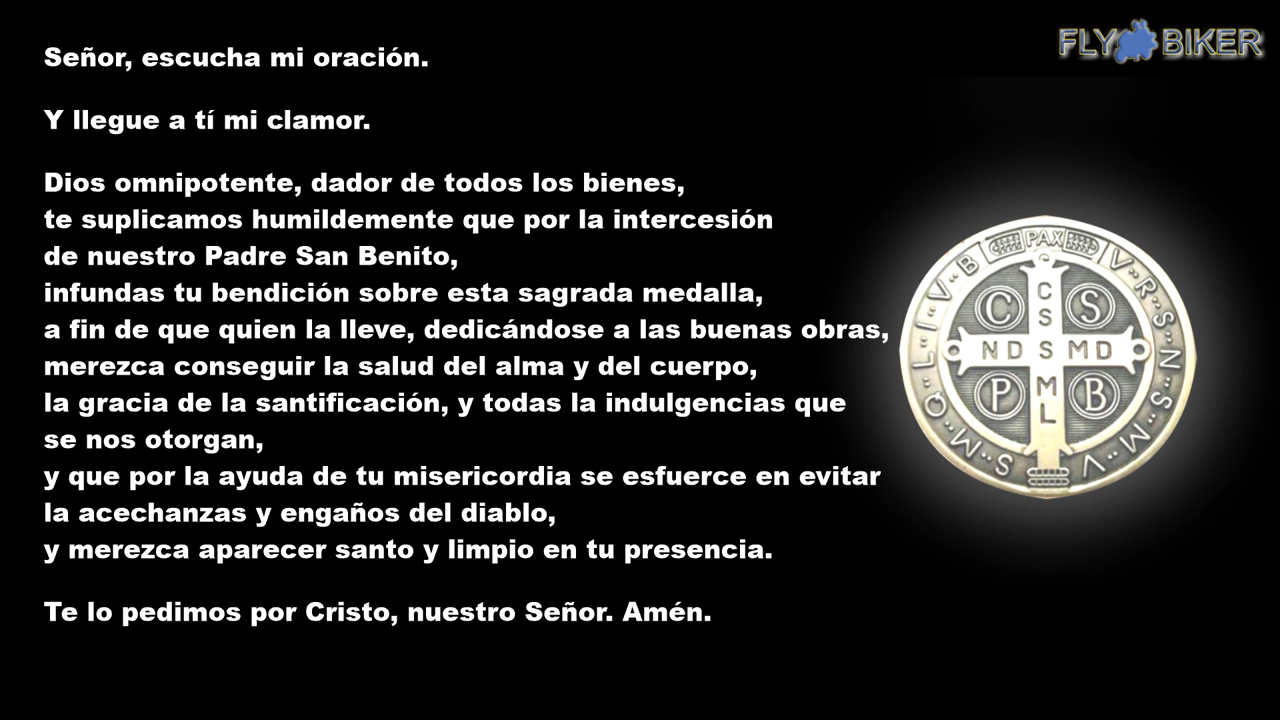 Señor, escucha mi oración.
FLY BIKER
Y llegue a tí mi clamor.
Dios omnipotente, dador de todos los bienes,
te suplicamos humildemente que por la intercesión
de nuestro Padre San Benito,
infundas tu bendición sobre esta sagrada medalla,
a fin de que quien la lleve, dedicándose a las buenas obras,
merezca conseguir la salud del alma y del cuerpo,
la gracia de la santificación, y todas la indulgencias que
se nos otorgan,
y que por la ayuda de tu misericordia se esfuerce en evitar
la acechanzas y engaños del diablo,
y merezca aparecer santo y limpio en tu presencia.
Te lo pedimos por Cristo, nuestro Señor. Amén.
PAX
V··R··S··N··S··M··V
S··M··Q··L··I··V··B
C S
P B
C
S
N D S M D
M
L